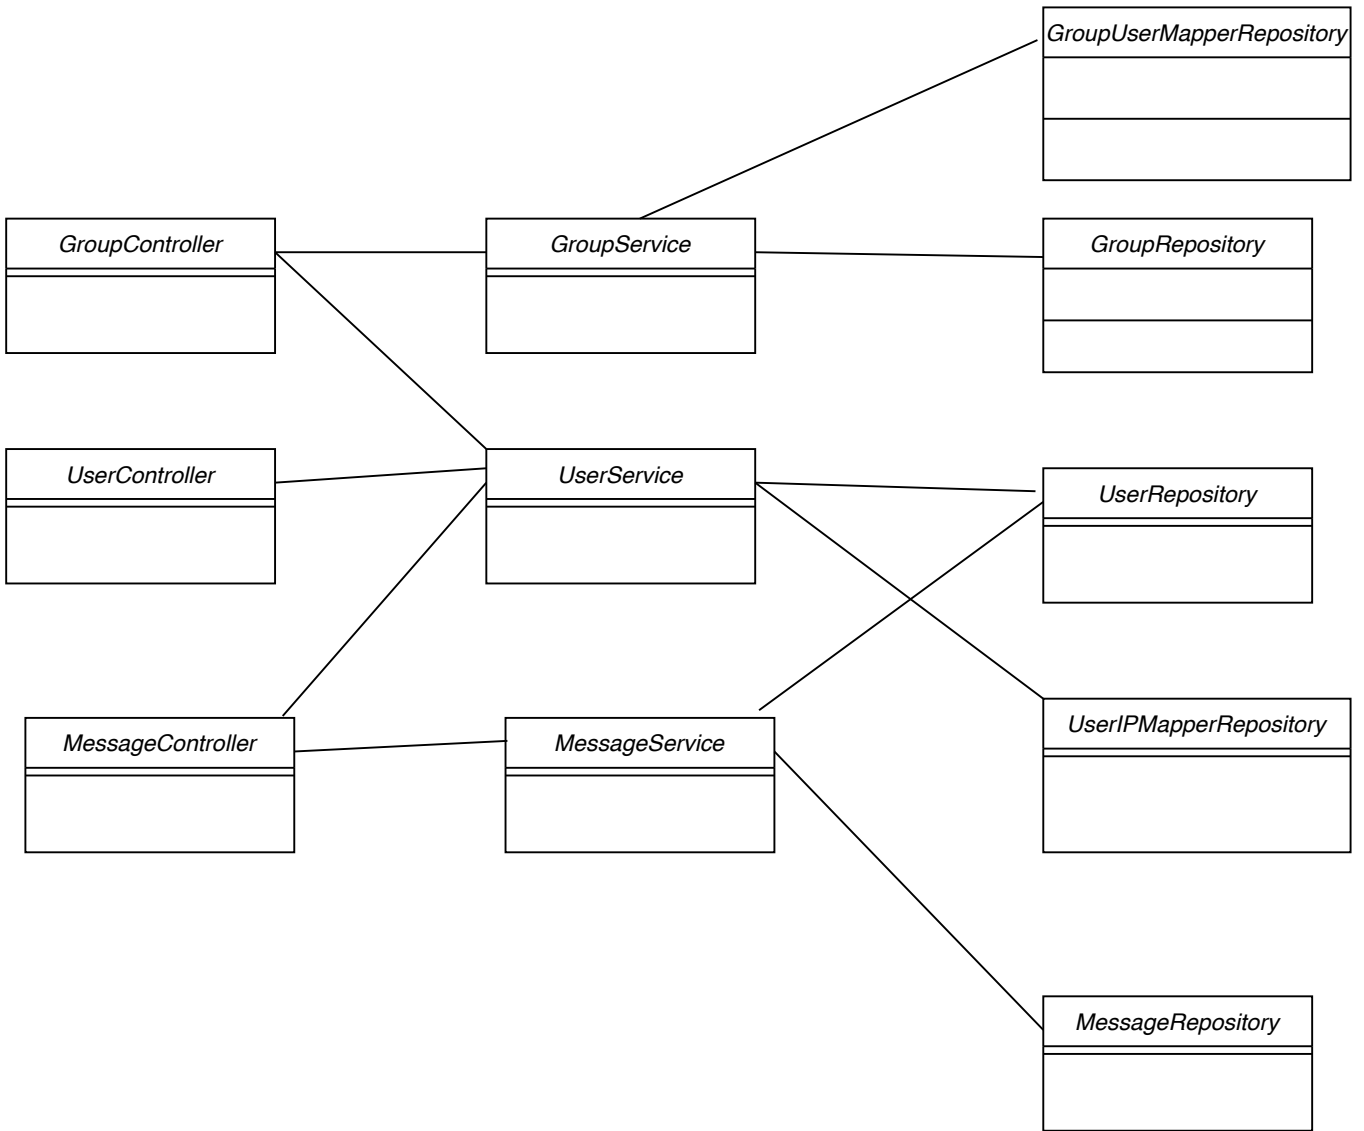 GroupUserMapperRepository
GroupController
GroupService
GroupRepository
UserController
UserService
UserRepository
MessageController
MessageService
UserIPMapperRepository
MessageRepository